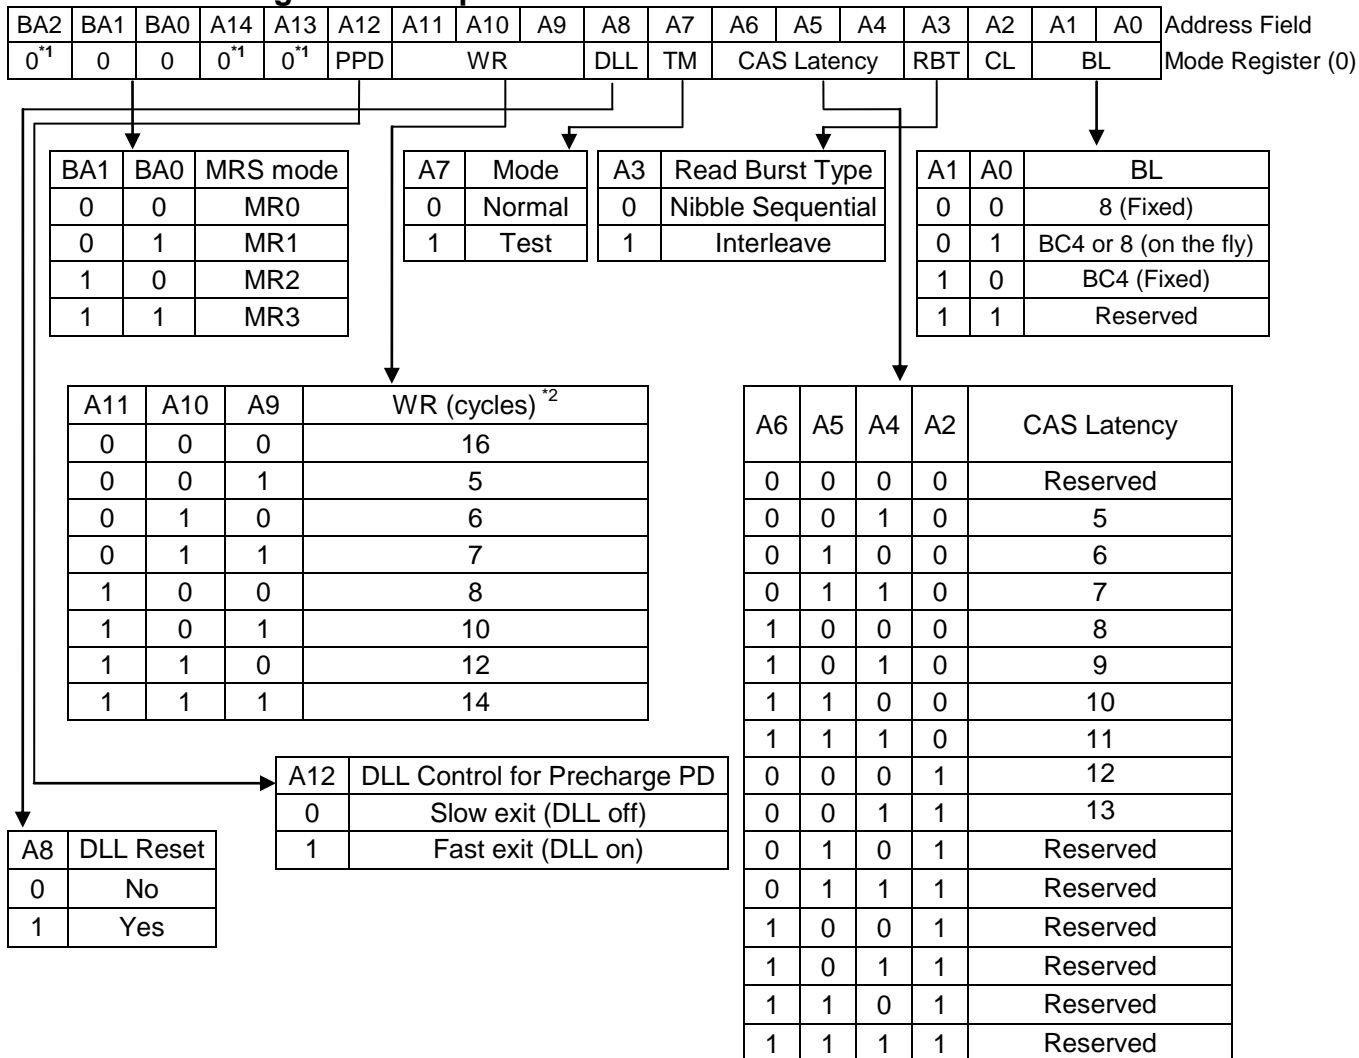 BA2 BA1 BA0 A14 A13 A12 A11 A10 A9 A8 A7 A6 A5 A4 A3 A2 A1 A0 Address Field
0*1 0 0 0*1 0*1 PPD WR DLL TM CAS Latency RBT CL BL Mode Register (0)
BA1 BA0 MRS mode
0 0 MR0
0 1 MR1
1 0 MR2
1 1 MR3
A7 Mode
0 Normal
1 Test
A3 Read Burst Type
0 Nibble Sequential
1 Interleave
A1 A0 BL
0 0 8 (Fixed)
0 1 BC4 or 8 (on the fly)
1 0 BC4 (Fixed)
1 1 Reserved
A11 A10 A9 WR (cycles) *2
0 0 0 16
0 0 1 5
0 1 0 6
0 1 1 7
1 0 0 8
1 0 1 10
1 1 0 12
1 1 1 14
A6 A5 A4 A2 CAS Latency
0 0 0 0 Reserved
0 0 1 0 5
0 1 0 0 6
0 1 1 0 7
1 0 0 0 8
1 0 1 0 9
1 1 0 0 10
1 1 1 0 11
0 0 0 1 12
0 0 1 1 13
0 1 0 1 Reserved
0 1 1 1 Reserved
1 0 0 1 Reserved
1 0 1 1 Reserved
1 1 0 1 Reserved
1 1 1 1 Reserved
A12 DLL Control for Precharge PD
0 Slow exit (DLL off)
1 Fast exit (DLL on)
A8 DLL Reset
0 No
1 Yes